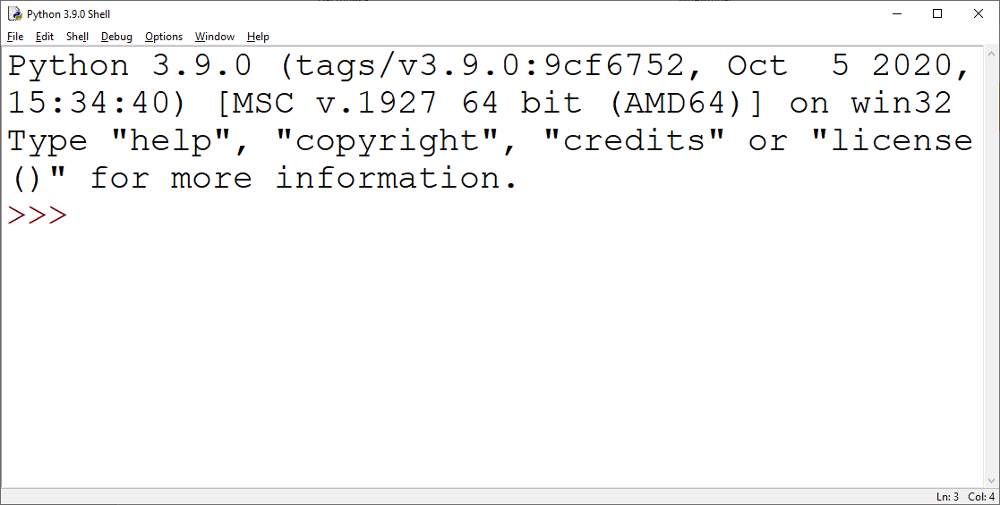 Python 3.9.0 Shell
File Edit Shell Debug Options Window Help
Python 3.9.0 (tags/v3.9.0:9cf6752, Oct  5 2020,
15:34:40) [MSC v.1927 64 bit (AMD64)] on win32
Type "help", "copyright", "credits" or "license
()" for more information.
>>>
Ln: 3 Col: 4